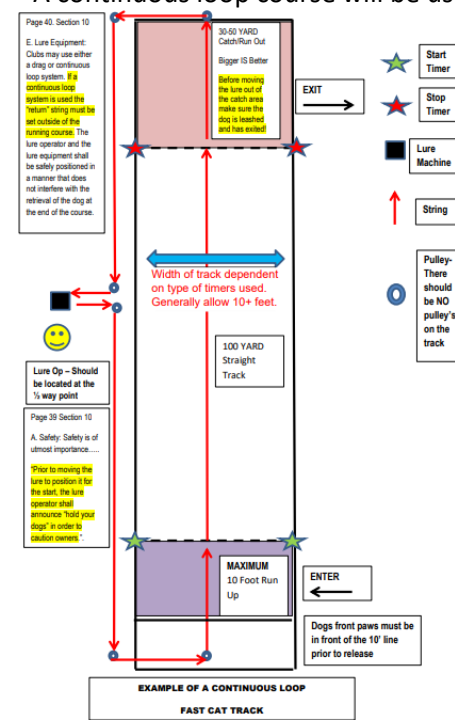 A continuous loop course will be us
Page 40. Section 10
E. Lure Equipment:
Clubs may use either
a drag or continuous
loop system. If a
continuous loop
system is used the
"return" string must be
set outside of the
running course. The
lure operator and the
lure equipment shall
be safely positioned in
a manner that does
not interfere with the
retrieval of the dog at
the end of the course.
30-50 YARD
Catch/Run Out
Bigger IS Better
Before moving
the lure out of
the catch area
make sure the
dog is leashed
and has exited!
EXIT
Start
Timer
Stop
Timer
Lure
Machine
String
Pulley-
There
should
be NO
pulley's
on the
track
Width of track dependent
on type of timers used.
Generally allow 10+ feet.
100 YARD
Straight
Track
Lure Op – Should
be located at the
½ way point
Page 39 Section 10
A. Safety: Safety is of
utmost importance.....
"Prior to moving the
lure to position it for
the start, the lure
operator shall
announce "hold your
dogs" in order to
caution owners.".
MAXIMUM
10 Foot Run
Up
ENTER
Dogs front paws must be
in front of the 10' line
prior to release
EXAMPLE OF A CONTINUOUS LOOP
FAST CAT TRACK